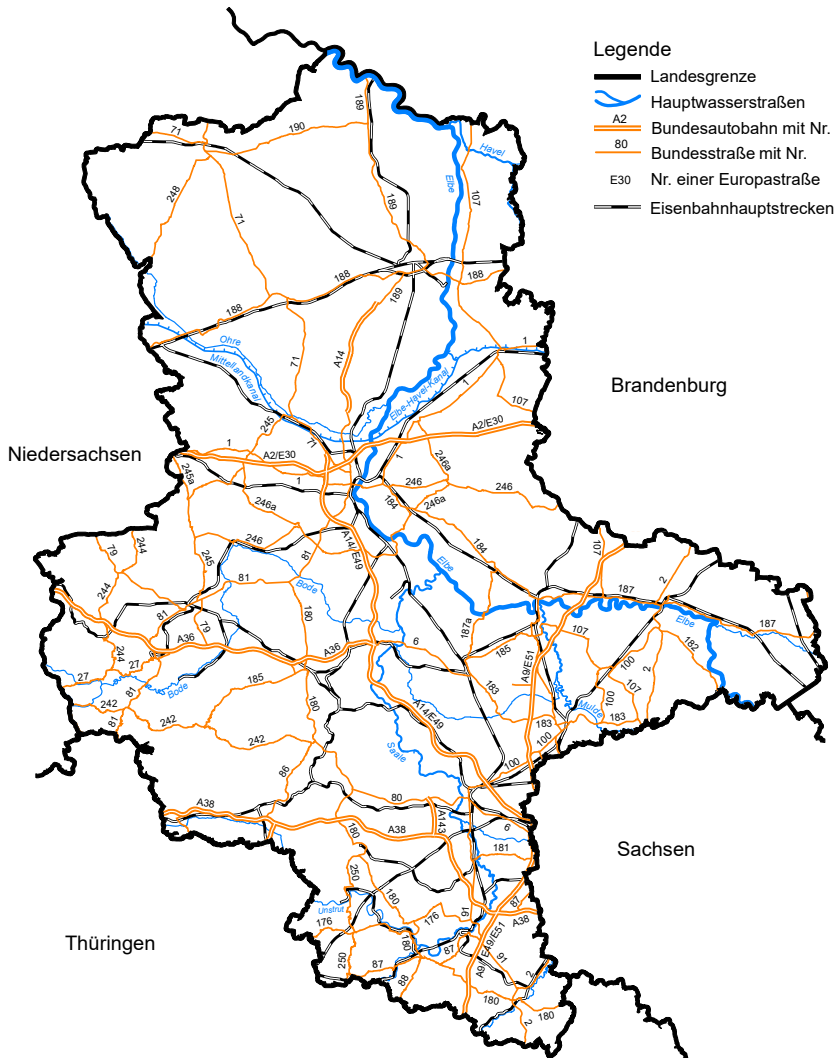 Legende
Landesgrenze
Hauptwasserstraßen
A2
Bundesautobahn mit Nr.
80
Bundesstraße mit Nr.
E30
Nr. einer Europastraße
Eisenbahnhauptstrecken
189
71
190
Havel
Elbe
248
107
71
189
188
188
189
188
Ohre
1
Mittellandkanal
A14
71
Elbe-Havel-Kanal
1
Brandenburg
107
245
71
A2/E30
Niedersachsen
1
A2/E30
1
246a
245a
1
246
246
246a
184
246a
79
244
246
245
81
A14/E49
184
107
Elbe
2
244
81
Bode
187
81
180
79
187a
107
Elbe
187
A36
A36
6
185
182
244
A9/E51
100
2
27
27
185
183
107
100
Bode
81
180
242
A14/E49
Mulde
183
183
81
242
242
100
Saale
100
86
A38
80
A38
A143
6
180
181
Sachsen
250
180
Unstrut
176
91
87
176
A38
Thüringen
180
87
A9/E49/E51
91
250
87
88
2
180
180
2